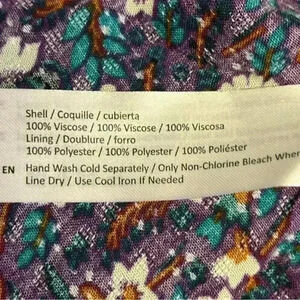 Shell / Coquille / cubierta
100% Viscose / 100% Viscose / 100% Viscosa
Lining / Doublure / forro
100% Polyester / 100% Polyester / 100% Poliéster
EN Hand Wash Cold Separately / Only Non-Chlorine Bleach When
Line Dry / Use Cool Iron If Needed